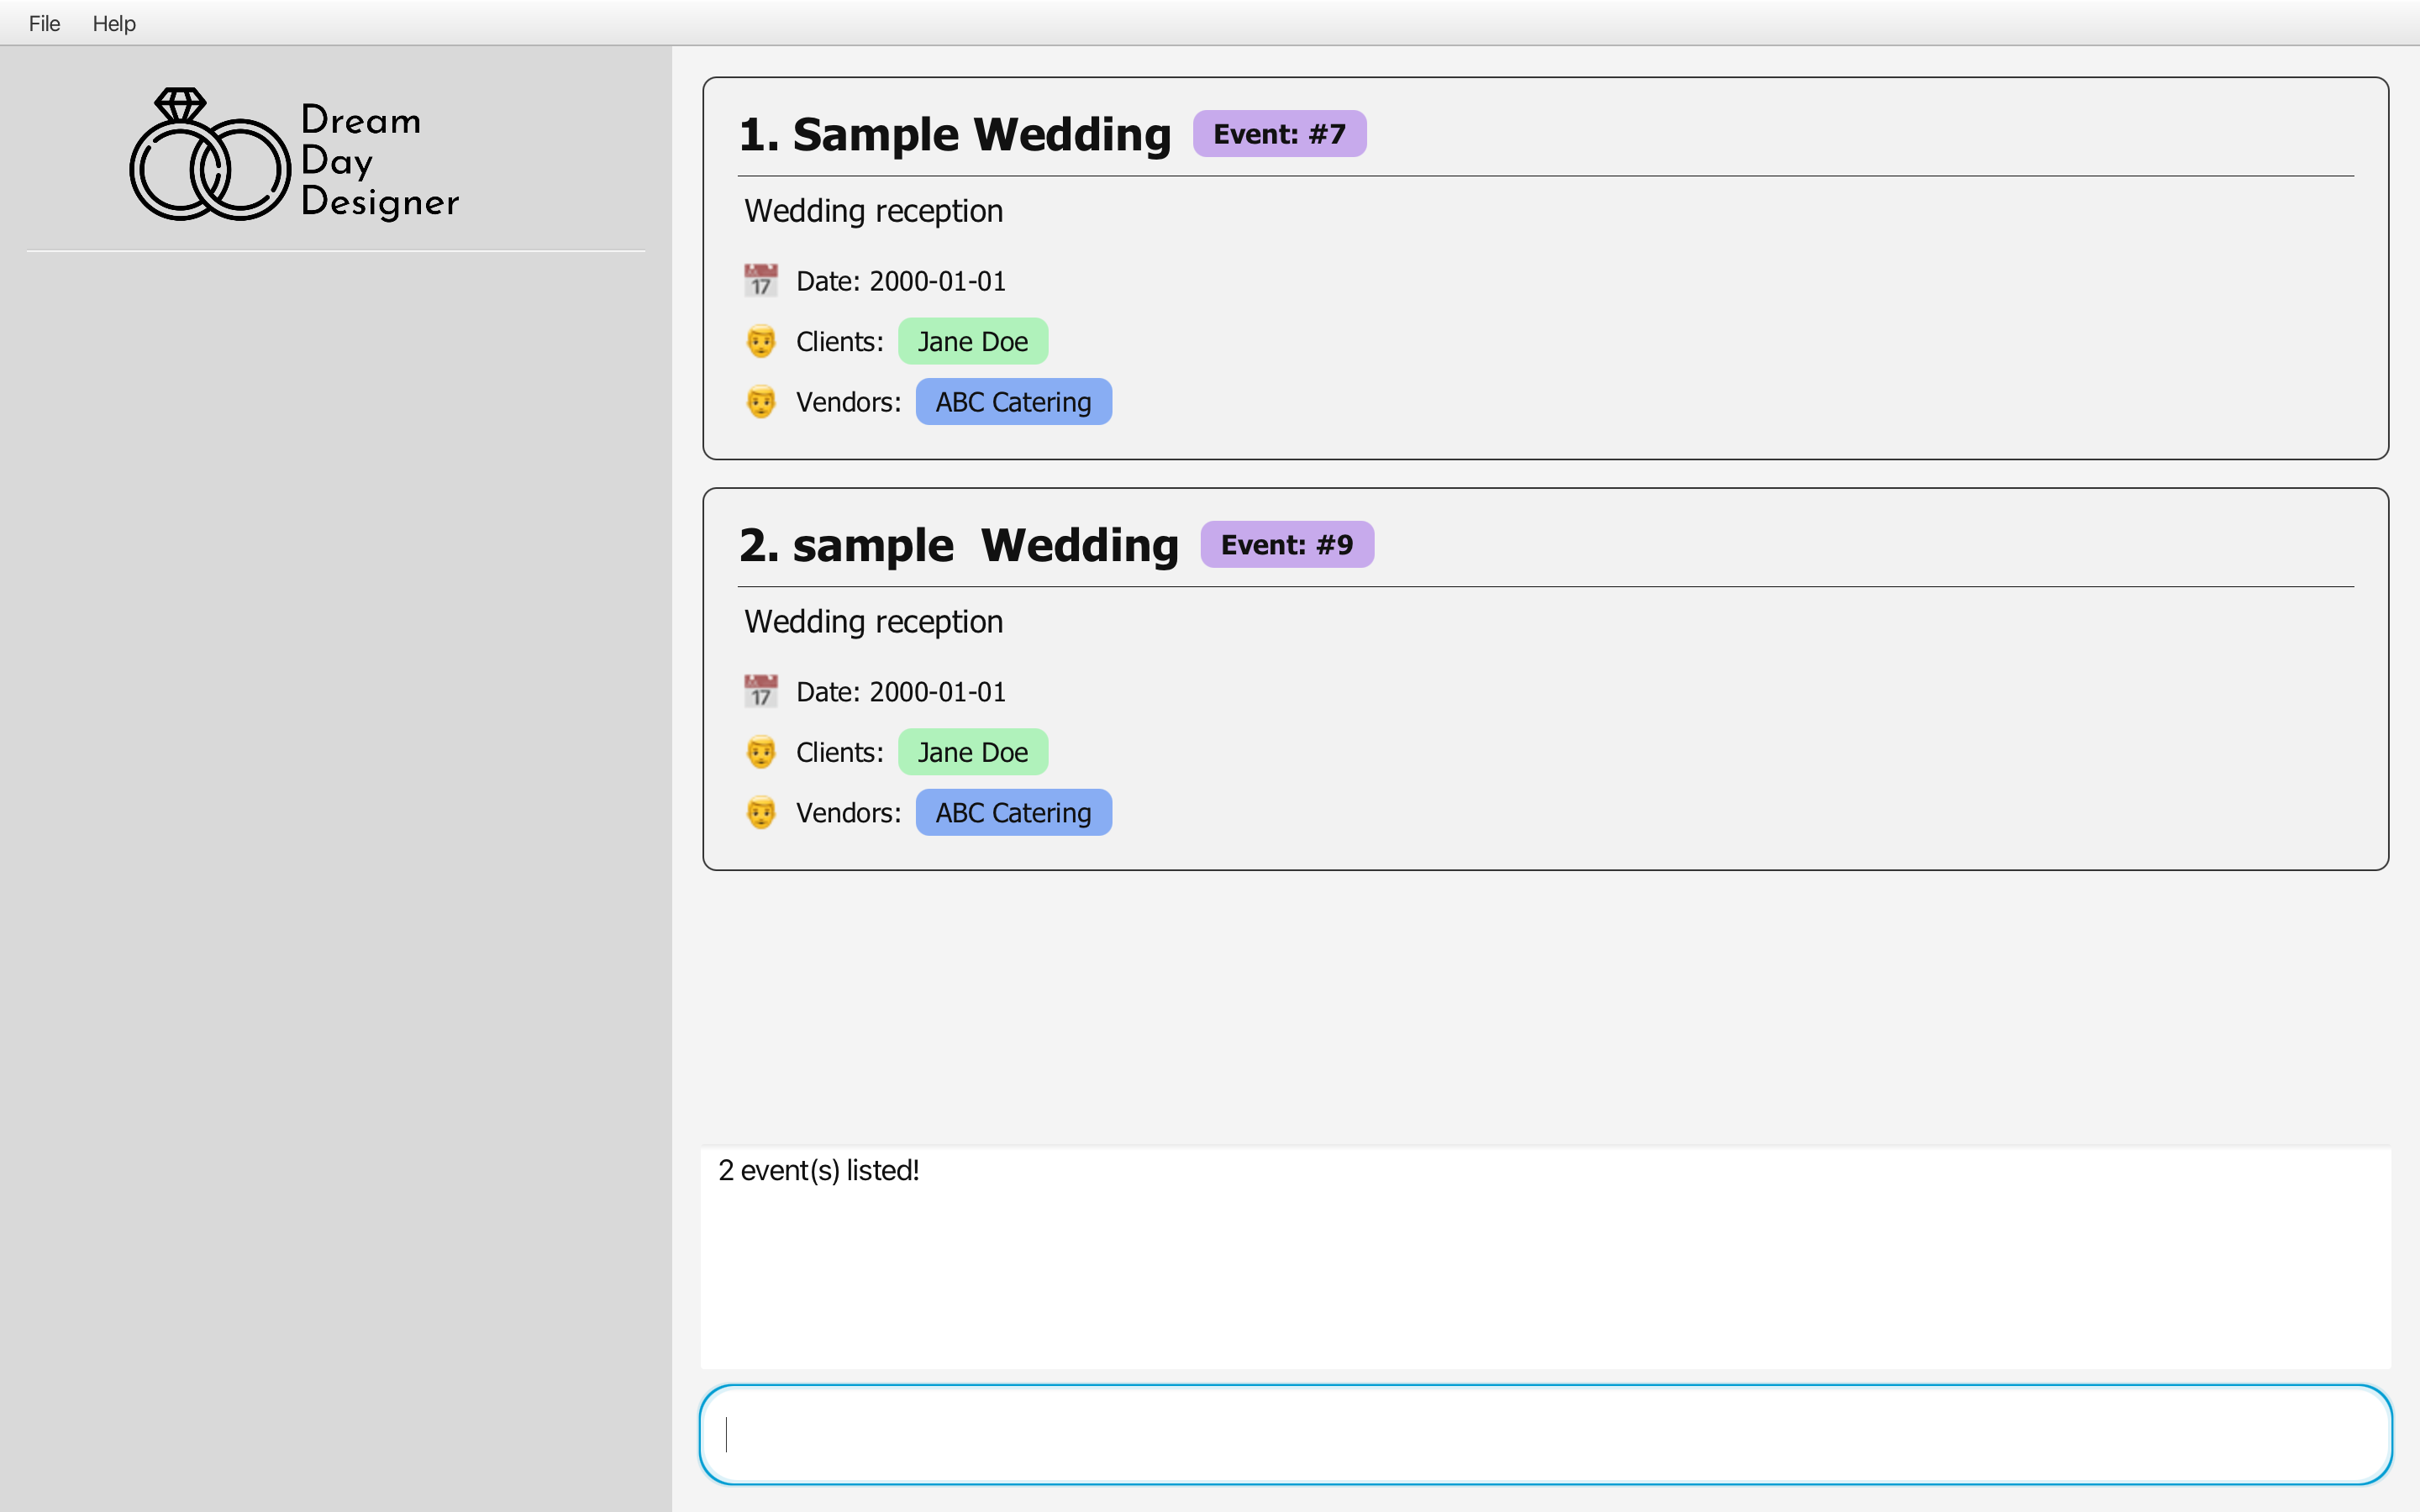 File Help
Dream
Day
Designer
1. Sample Wedding Event: #7
Wedding reception
17 Date: 2000-01-01
Clients: Jane Doe
Vendors: ABC Catering
2. sample  Wedding Event: #9
Wedding reception
17 Date: 2000-01-01
Clients: Jane Doe
Vendors: ABC Catering
2 event(s) listed!